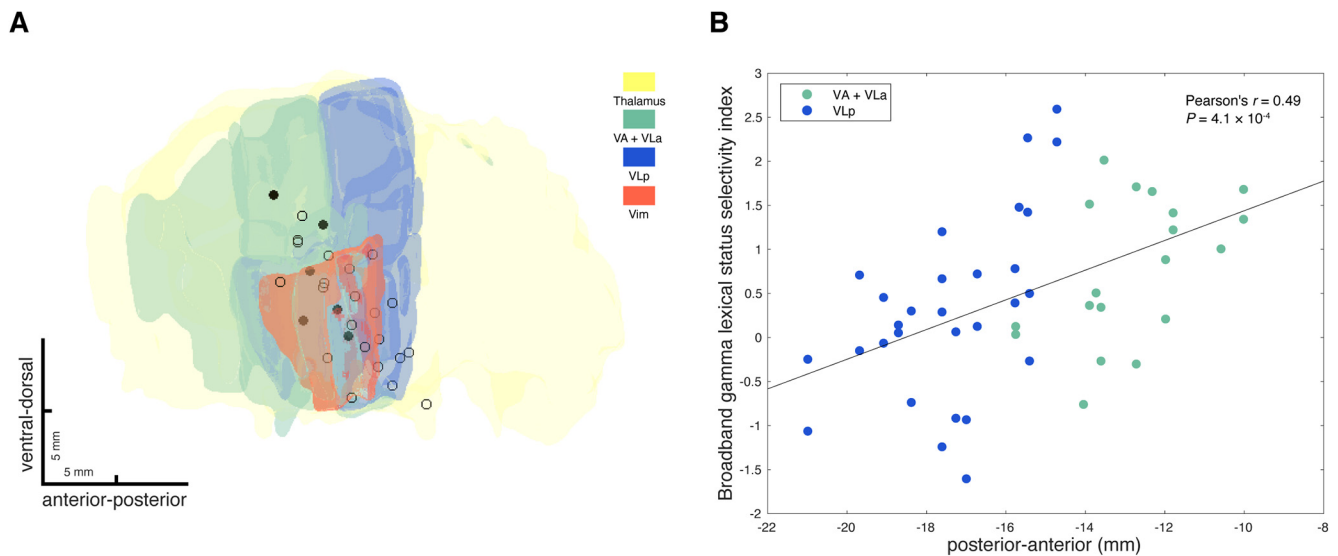 A
B
Thalamus
VA + VLa
VLp
Vim
ventral-dorsal
5 mm
5 mm
anterior-posterior
Broadband gamma lexical status selectivity index
3
2.5
2
1.5
1
0.5
0
-0.5
-1
-1.5
-2
VA + VLa
VLp
Pearson's r = 0.49
P = 4.1 × 10⁻⁴
-22
-20
-18
-16
-14
-12
-10
-8
posterior-anterior (mm)